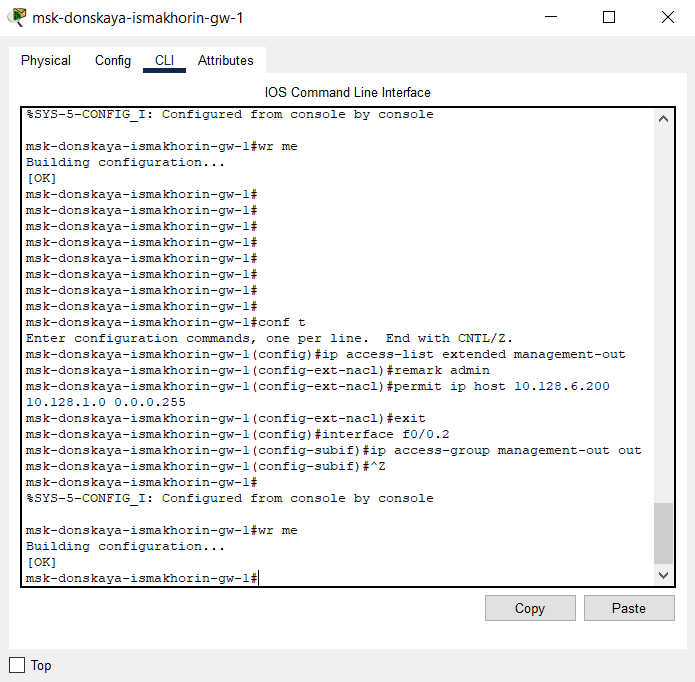 msk-donskaya-ismakhorin-gw-1
Physical Config CLI Attributes
IOS Command Line Interface
%SYS-5-CONFIG_I: Configured from console by console
msk-donskaya-ismakhorin-gw-1#wr me
Building configuration...
[OK]
msk-donskaya-ismakhorin-gw-1#
msk-donskaya-ismakhorin-gw-1#
msk-donskaya-ismakhorin-gw-1#
msk-donskaya-ismakhorin-gw-1#
msk-donskaya-ismakhorin-gw-1#
msk-donskaya-ismakhorin-gw-1#
msk-donskaya-ismakhorin-gw-1#
msk-donskaya-ismakhorin-gw-1#
msk-donskaya-ismakhorin-gw-1#conf t
Enter configuration commands, one per line.  End with CNTL/Z.
msk-donskaya-ismakhorin-gw-1(config)#ip access-list extended management-out
msk-donskaya-ismakhorin-gw-1(config-ext-nacl)#remark admin
msk-donskaya-ismakhorin-gw-1(config-ext-nacl)#permit ip host 10.128.6.200
10.128.1.0 0.0.0.255
msk-donskaya-ismakhorin-gw-1(config-ext-nacl)#exit
msk-donskaya-ismakhorin-gw-1(config)#interface f0/0.2
msk-donskaya-ismakhorin-gw-1(config-subif)#ip access-group management-out out
msk-donskaya-ismakhorin-gw-1(config-subif)#^Z
msk-donskaya-ismakhorin-gw-1#
%SYS-5-CONFIG_I: Configured from console by console
msk-donskaya-ismakhorin-gw-1#wr me
Building configuration...
[OK]
msk-donskaya-ismakhorin-gw-1#
Copy Paste
Top